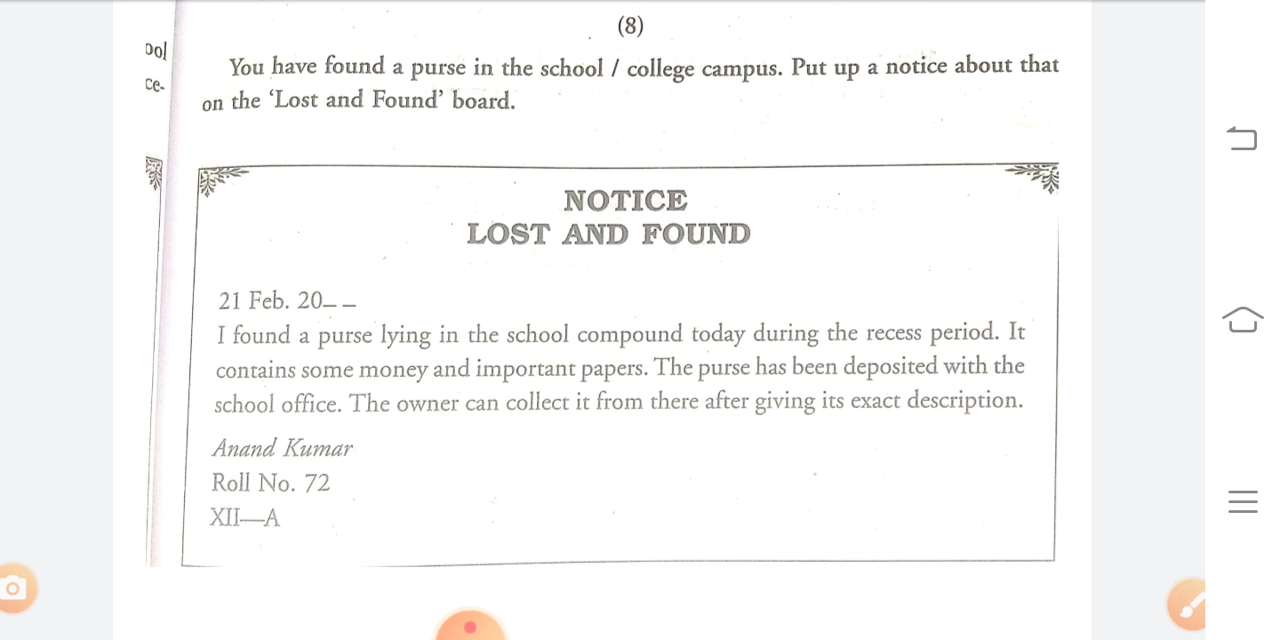 (8)
ool
You have found a purse in the school / college campus. Put up a notice about that
ce-
on the ‘Lost and Found’ board.
NOTICE
LOST AND FOUND
21 Feb. 20– –
I found a purse lying in the school compound today during the recess period. It
contains some money and important papers. The purse has been deposited with the
school office. The owner can collect it from there after giving its exact description.
Anand Kumar
Roll No. 72
XII—A